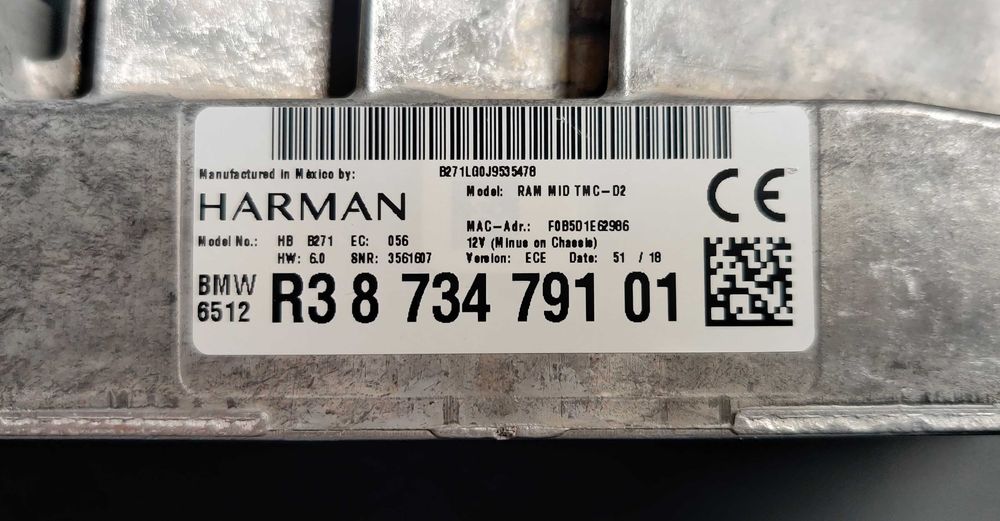 B271LG0J9535478
Manufactured in México by:
HARMAN
Model: RAM MID TMC-D2
MAC-Adr.: F0B5D1E62986
Model No.: HB B271 EC: 056
12V (Minus on Chassis)
HW: 6.0 SNR: 3561607
Version: ECE Date: 51 / 18
BMW
6512
R3 8 734 791 01
CE